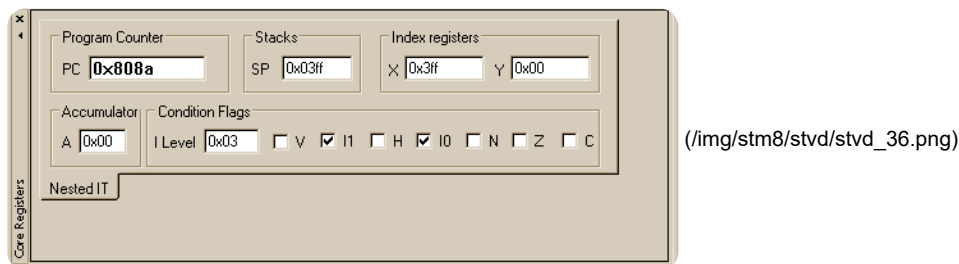 Program Counter
Stacks
Index registers
PC 0x808a
SP 0x03ff
X 0x3ff
Y 0x00
Accumulator
Condition Flags
A 0x00
I Level 0x03
V
I1
H
I0
N
Z
C
Nested IT
Core Registers
(/img/stm8/stvd/stvd_36.png)